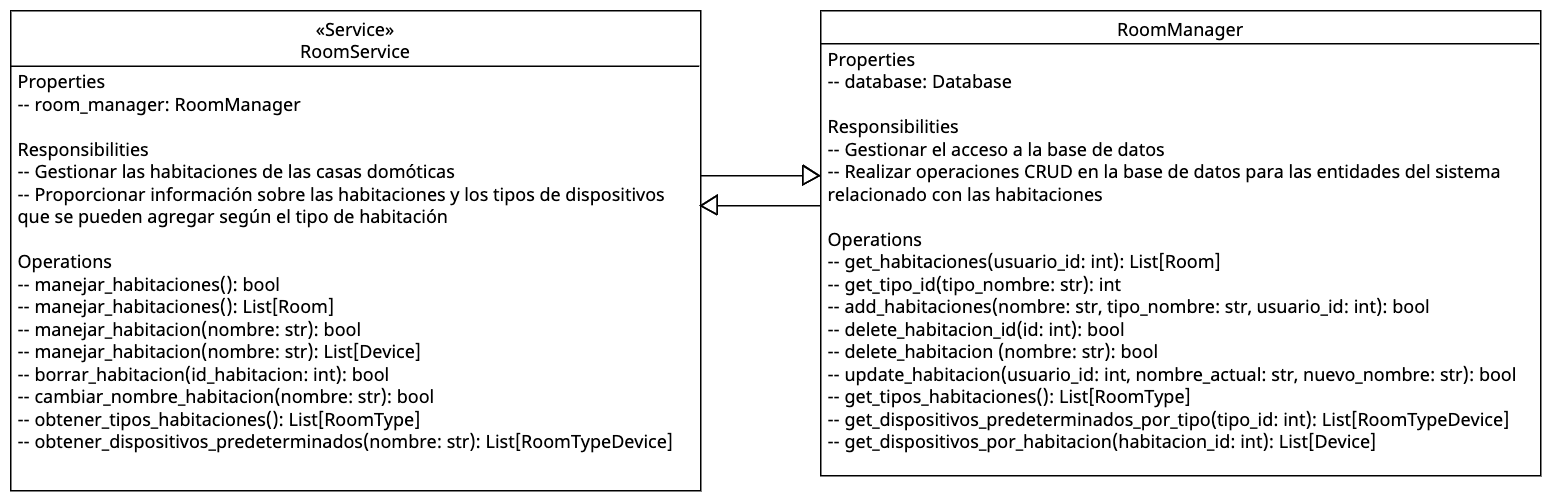 «Service»
RoomService
Properties
-- room_manager: RoomManager
Responsibilities
-- Gestionar las habitaciones de las casas domóticas
-- Proporcionar información sobre las habitaciones y los tipos de dispositivos
que se pueden agregar según el tipo de habitación
Operations
-- manejar_habitaciones(): bool
-- manejar_habitaciones(): List[Room]
-- manejar_habitacion(nombre: str): bool
-- manejar_habitacion(nombre: str): List[Device]
-- borrar_habitacion(id_habitacion: int): bool
-- cambiar_nombre_habitacion(nombre: str): bool
-- obtener_tipos_habitaciones(): List[RoomType]
-- obtener_dispositivos_predeterminados(nombre: str): List[RoomTypeDevice]
RoomManager
Properties
-- database: Database
Responsibilities
-- Gestionar el acceso a la base de datos
-- Realizar operaciones CRUD en la base de datos para las entidades del sistema
relacionado con las habitaciones
Operations
-- get_habitaciones(usuario_id: int): List[Room]
-- get_tipo_id(tipo_nombre: str): int
-- add_habitaciones(nombre: str, tipo_nombre: str, usuario_id: int): bool
-- delete_habitacion_id(id: int): bool
-- delete_habitacion (nombre: str): bool
-- update_habitacion(usuario_id: int, nombre_actual: str, nuevo_nombre: str): bool
-- get_tipos_habitaciones(): List[RoomType]
-- get_dispositivos_predeterminados_por_tipo(tipo_id: int): List[RoomTypeDevice]
-- get_dispositivos_por_habitacion(habitacion_id: int): List[Device]